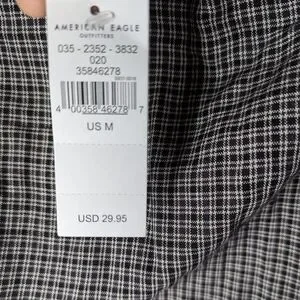 AMERICAN EAGLE
OUTFITTERS
035 - 2352 - 3832
020
35846278
4 00358 46278 7
US M
USD 29.95